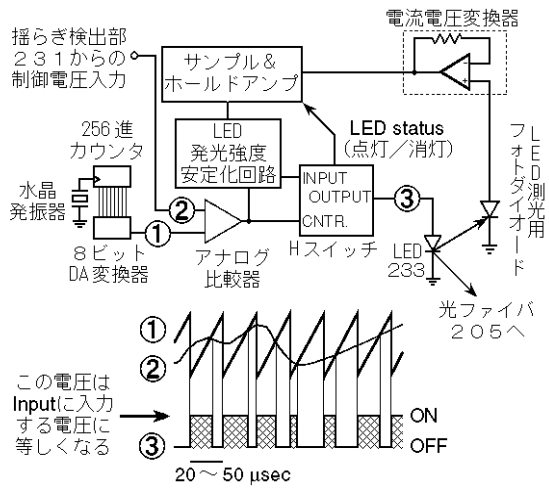 電流電圧変換器
揺らぎ検出部
231からの
制御電圧入力
サンプル&
ホールドアンプ
LED
発光強度
安定化回路
LED status
(点灯/消灯)
256進
カウンタ
水晶
発振器
8ビット
DA変換器
①
②
アナログ
比較器
INPUT
OUTPUT
CNTR.
Hスイッチ
③
LED
233
LED測光用
フォトダイオード
光ファイバ
205へ
①
②
③
この電圧は
Inputに入力
する電圧に
等しくなる
ON
OFF
20〜50 μsec
-
+